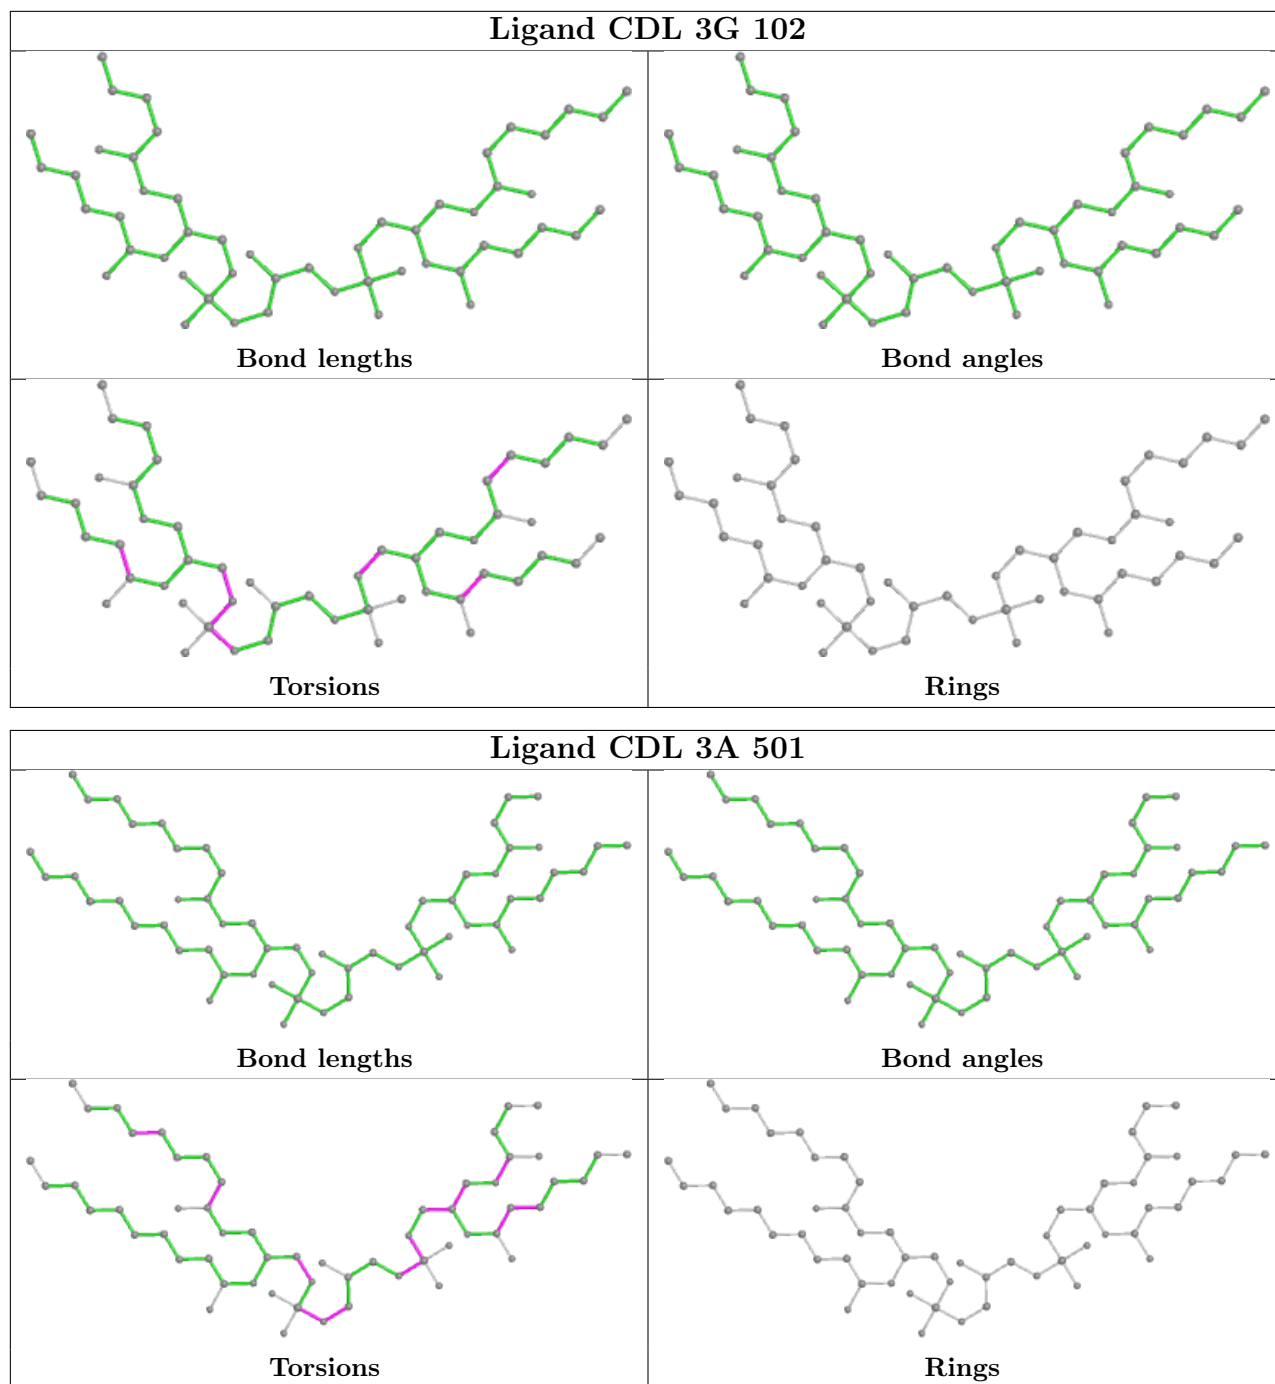 Ligand CDL 3G 102
Bond lengths
Bond angles
Torsions
Rings
Ligand CDL 3A 501
Bond lengths
Bond angles
Torsions
Rings